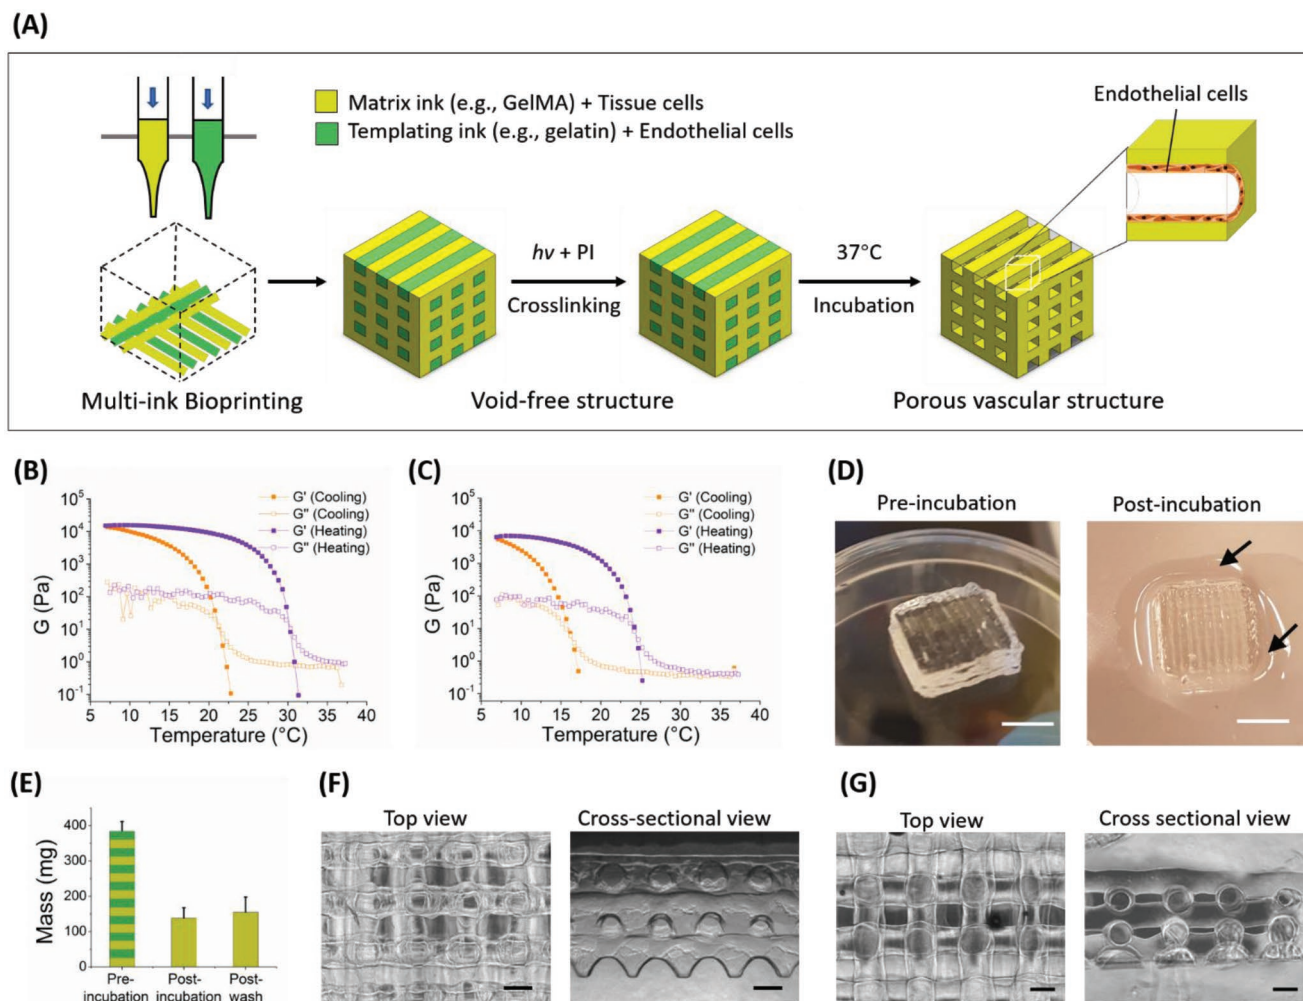 (A)
Matrix ink (e.g., GelMA) + Tissue cells
Templating ink (e.g., gelatin) + Endothelial cells
Endothelial cells
hν + PI
Crosslinking
37°C
Incubation
Multi-ink Bioprinting
Void-free structure
Porous vascular structure
(B)
G' (Cooling)
G" (Cooling)
G' (Heating)
G" (Heating)
G (Pa)
10⁵
10⁴
10³
10²
10¹
10⁰
10⁻¹
5 10 15 20 25 30 35 40
Temperature (°C)
(C)
G' (Cooling)
G" (Cooling)
G' (Heating)
G" (Heating)
G (Pa)
10⁵
10⁴
10³
10²
10¹
10⁰
10⁻¹
5 10 15 20 25 30 35 40
Temperature (°C)
(D)
Pre-incubation
Post-incubation
(E)
Mass (mg)
400
300
200
100
0
Pre-
incubation
Post-
incubation
Post-
wash
(F)
Top view
Cross-sectional view
(G)
Top view
Cross sectional view